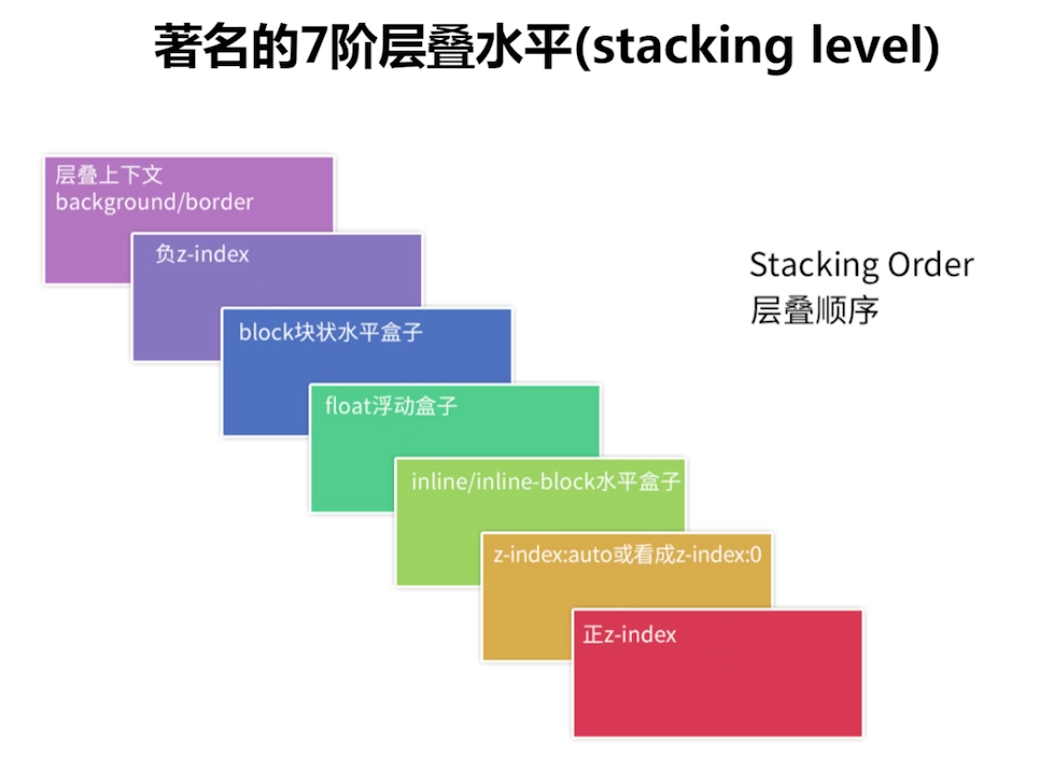 著名的7阶层叠水平(stacking level)
层叠上下文
background/border
负z-index
Stacking Order
层叠顺序
block块状水平盒子
float浮动盒子
inline/inline-block水平盒子
z-index:auto或看成z-index:0
正z-index